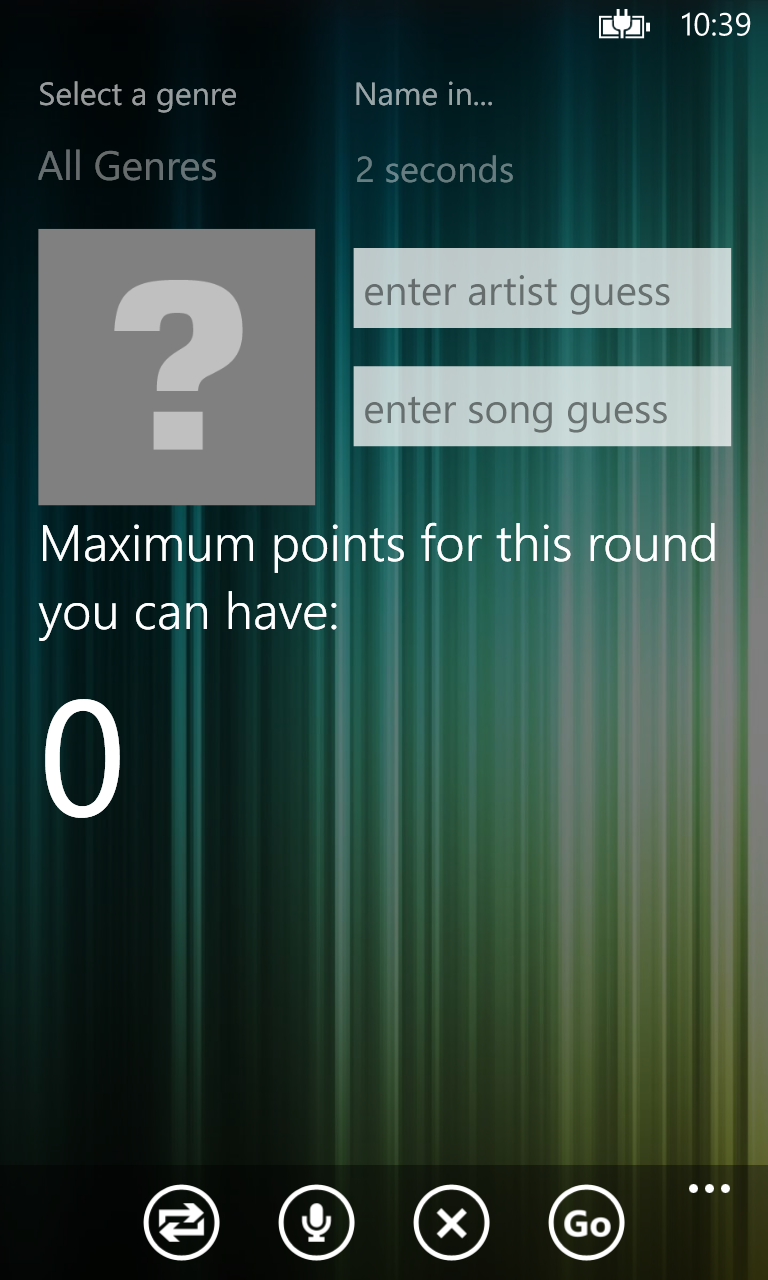 10:39
Select a genre
Name in...
All Genres
2 seconds
?
enter artist guess
enter song guess
Maximum points for this round
you can have:
0
Go